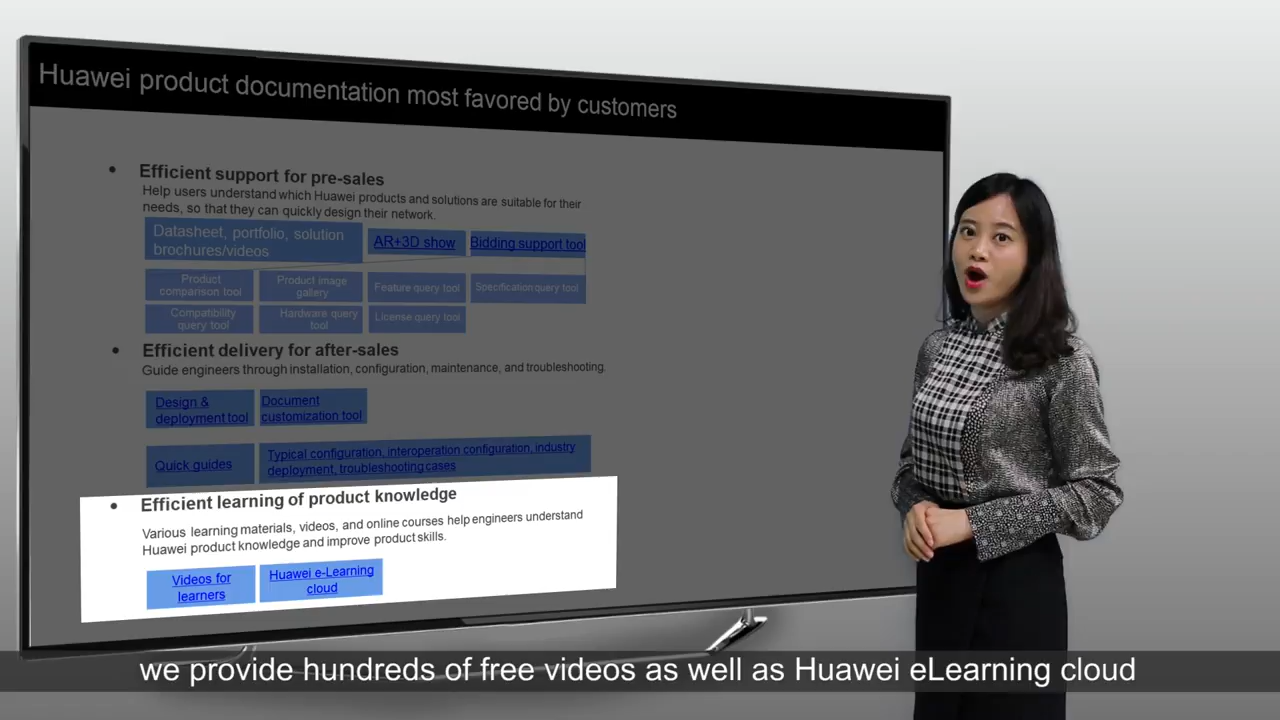 Huawei product documentation most favored by customers
• Efficient support for pre-sales
Help users understand which Huawei products and solutions are suitable for their
needs, so that they can quickly design their network.
Datasheet, portfolio, solution
brochures/videos
AR+3D show
Bidding support tool
Product
comparison tool
Product image
gallery
Feature query tool
Specification query tool
Compatibility
query tool
Hardware query
tool
License query tool
• Efficient delivery for after-sales
Guide engineers through installation, configuration, maintenance, and troubleshooting.
Design &
deployment tool
Document
customization tool
Quick guides
Typical configuration, interoperation configuration, industry
deployment, troubleshooting cases
• Efficient learning of product knowledge
Various learning materials, videos, and online courses help engineers understand
Huawei product knowledge and improve product skills.
Videos for
learners
Huawei e-Learning
cloud
we provide hundreds of free videos as well as Huawei eLearning cloud